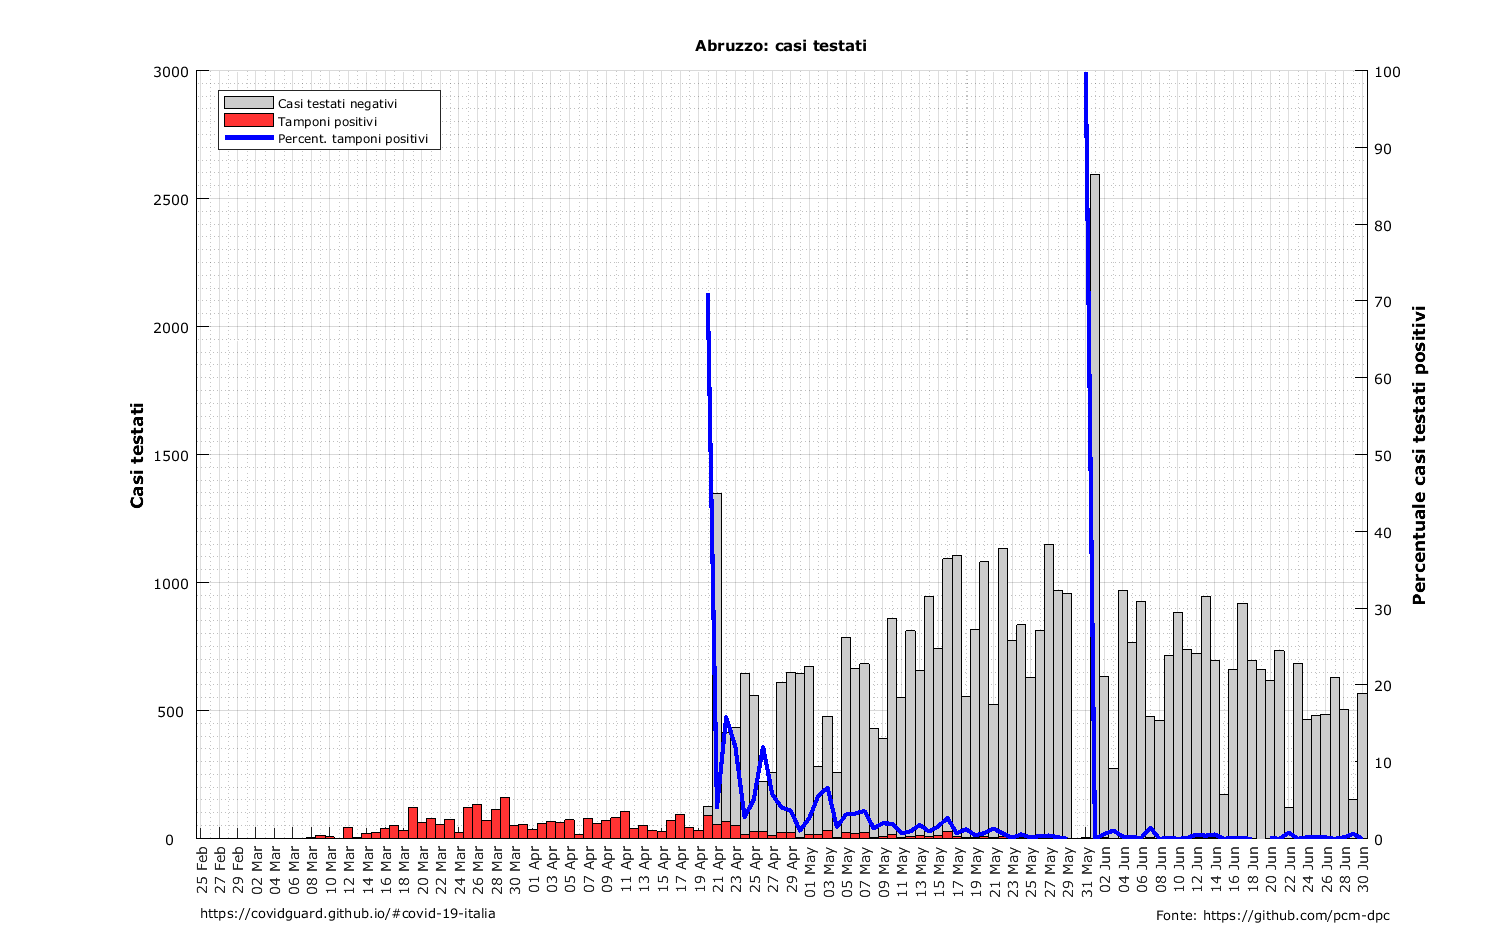 Abruzzo: casi testati
Casi testati negativi
Tamponi positivi
Percent. tamponi positivi
Casi testati
3000
2500
2000
1500
1000
500
0
Percentuale casi testati positivi
100
90
80
70
60
50
40
30
20
10
0
25 Feb
27 Feb
29 Feb
02 Mar
04 Mar
06 Mar
08 Mar
10 Mar
12 Mar
14 Mar
16 Mar
18 Mar
20 Mar
22 Mar
24 Mar
26 Mar
28 Mar
30 Mar
01 Apr
03 Apr
05 Apr
07 Apr
09 Apr
11 Apr
13 Apr
15 Apr
17 Apr
19 Apr
21 Apr
23 Apr
25 Apr
27 Apr
29 Apr
01 May
03 May
05 May
07 May
09 May
11 May
13 May
15 May
17 May
19 May
21 May
23 May
25 May
27 May
29 May
31 May
02 Jun
04 Jun
06 Jun
08 Jun
10 Jun
12 Jun
14 Jun
16 Jun
18 Jun
20 Jun
22 Jun
24 Jun
26 Jun
28 Jun
30 Jun
https://covidguard.github.io/#covid-19-italia
Fonte: https://github.com/pcm-dpc